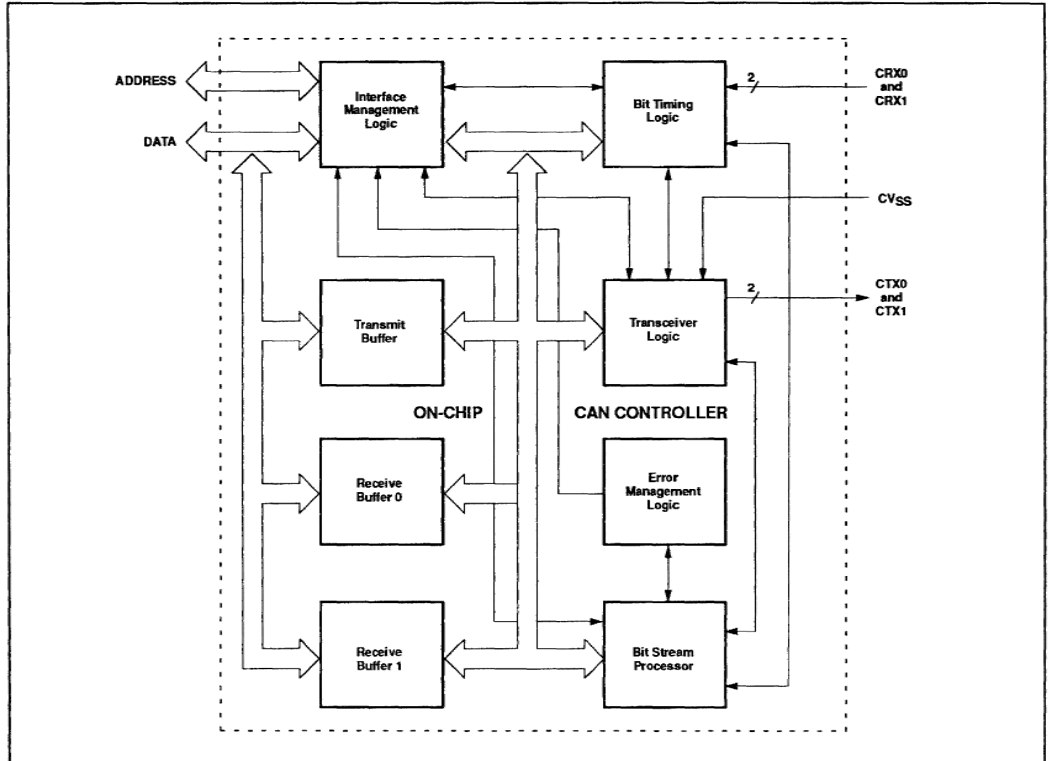 ADDRESS
DATA
Interface
Management
Logic
2
Bit Timing
Logic
CRX0
and
CRX1
CVSS
Transmit
Buffer
Transceiver
Logic
2
CTX0
and
CTX1
ON-CHIP
CAN CONTROLLER
Receive
Buffer 0
Error
Management
Logic
Receive
Buffer 1
Bit Stream
Processor